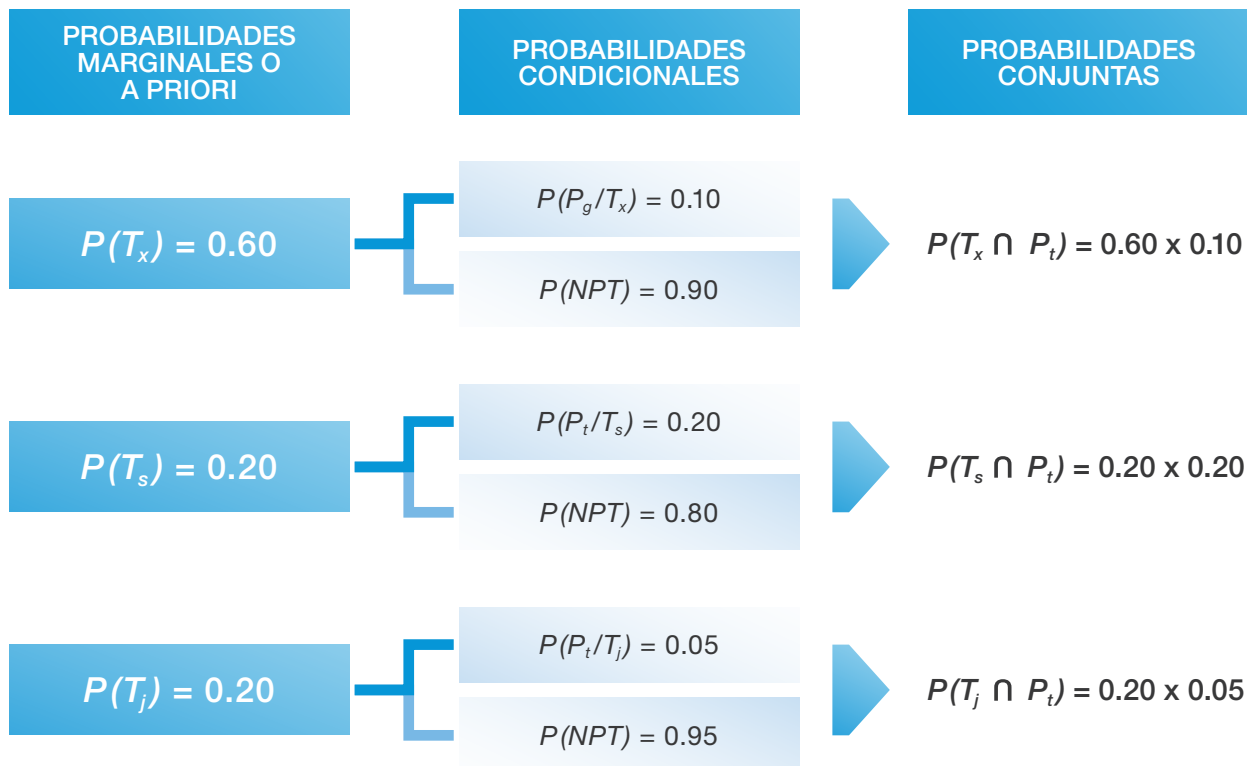 PROBABILIDADES
MARGINALES O
A PRIORI
PROBABILIDADES
CONDICIONALES
PROBABILIDADES
CONJUNTAS
P(Tₓ) = 0.60
P(P_g/Tₓ) = 0.10
P(NPT) = 0.90
P(Tₓ ∩ Pₜ) = 0.60 x 0.10
P(Tₛ) = 0.20
P(Pₜ/Tₛ) = 0.20
P(NPT) = 0.80
P(Tₛ ∩ Pₜ) = 0.20 x 0.20
P(Tⱼ) = 0.20
P(Pₜ/Tⱼ) = 0.05
P(NPT) = 0.95
P(Tⱼ ∩ Pₜ) = 0.20 x 0.05